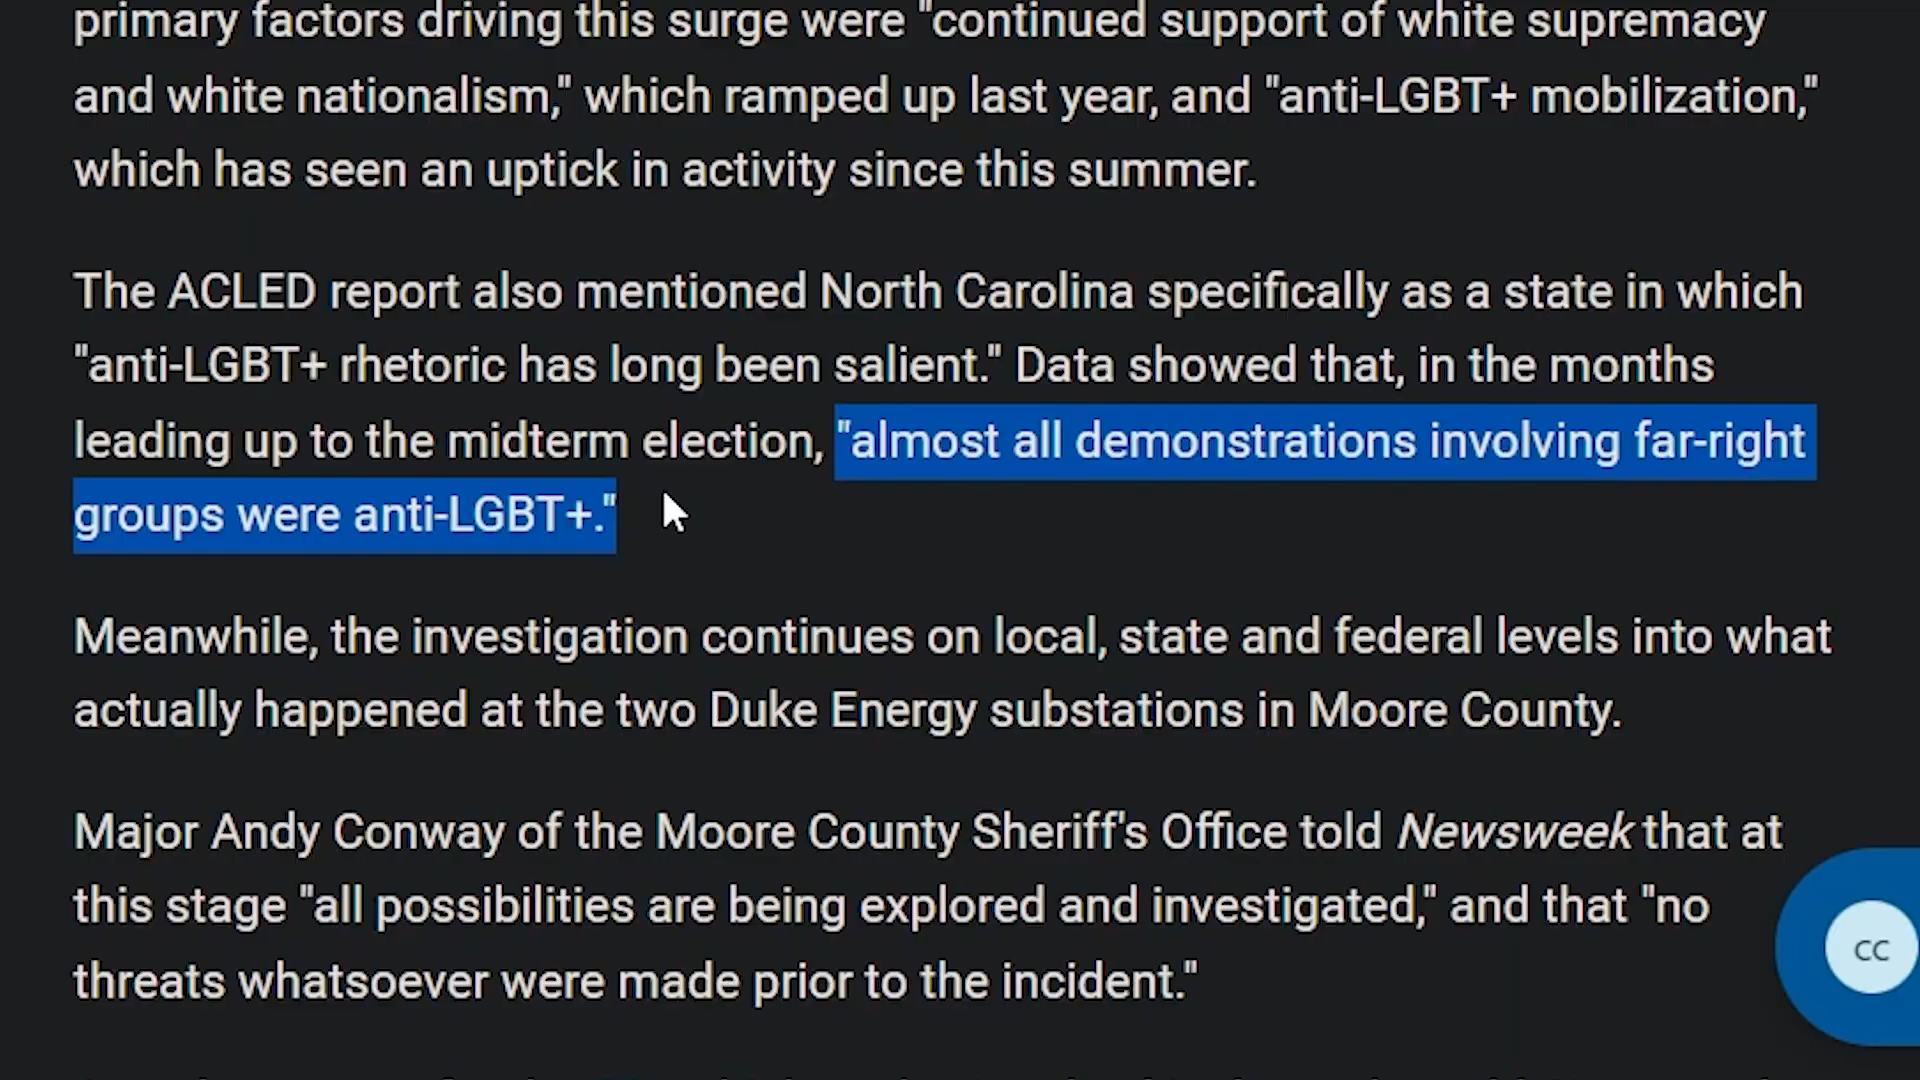 primary factors driving this surge were "continued support of white supremacy
and white nationalism," which ramped up last year, and "anti-LGBT+ mobilization,"
which has seen an uptick in activity since this summer.
The ACLED report also mentioned North Carolina specifically as a state in which
"anti-LGBT+ rhetoric has long been salient." Data showed that, in the months
leading up to the midterm election, "almost all demonstrations involving far-right
groups were anti-LGBT+."
Meanwhile, the investigation continues on local, state and federal levels into what
actually happened at the two Duke Energy substations in Moore County.
Major Andy Conway of the Moore County Sheriff's Office told Newsweek that at
this stage "all possibilities are being explored and investigated," and that "no
threats whatsoever were made prior to the incident."
CC